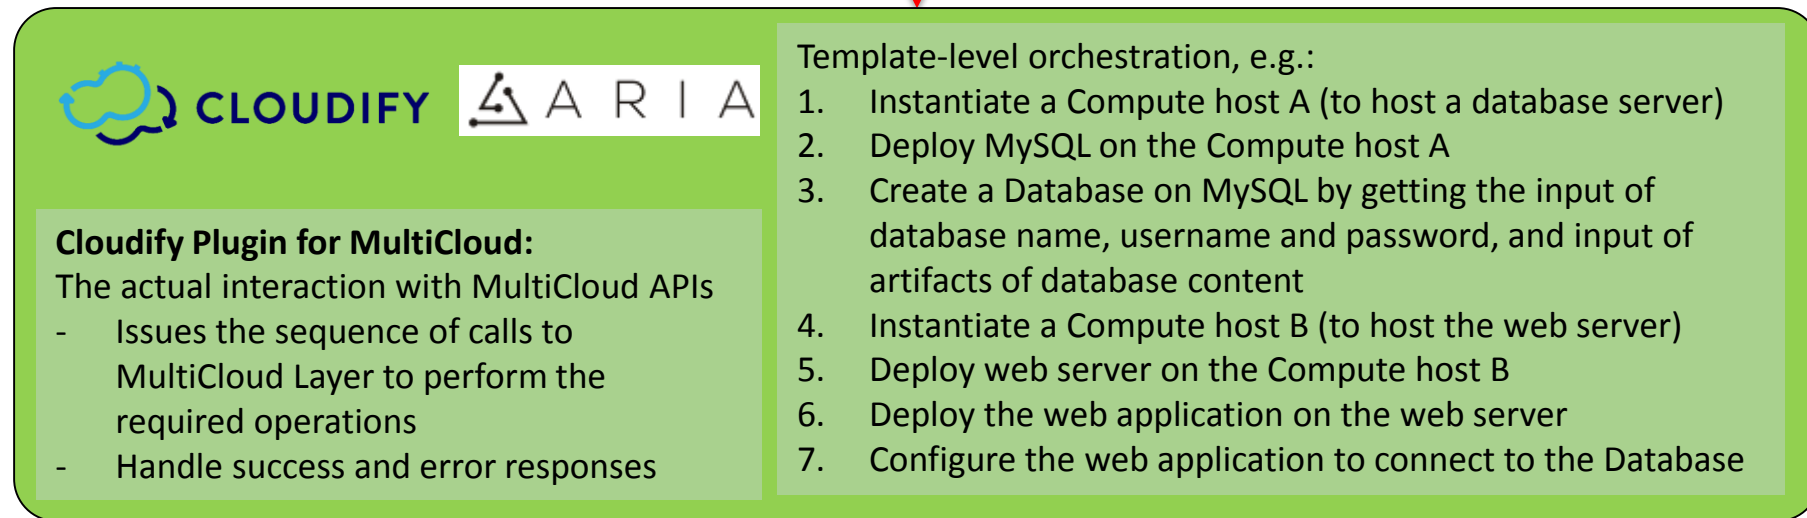 CLOUDIFY
ARIA
Cloudify Plugin for MultiCloud:
The actual interaction with MultiCloud APIs
- Issues the sequence of calls to
MultiCloud Layer to perform the
required operations
- Handle success and error responses
Template-level orchestration, e.g.:
1. Instantiate a Compute host A (to host a database server)
2. Deploy MySQL on the Compute host A
3. Create a Database on MySQL by getting the input of
database name, username and password, and input of
artifacts of database content
4. Instantiate a Compute host B (to host the web server)
5. Deploy web server on the Compute host B
6. Deploy the web application on the web server
7. Configure the web application to connect to the Database